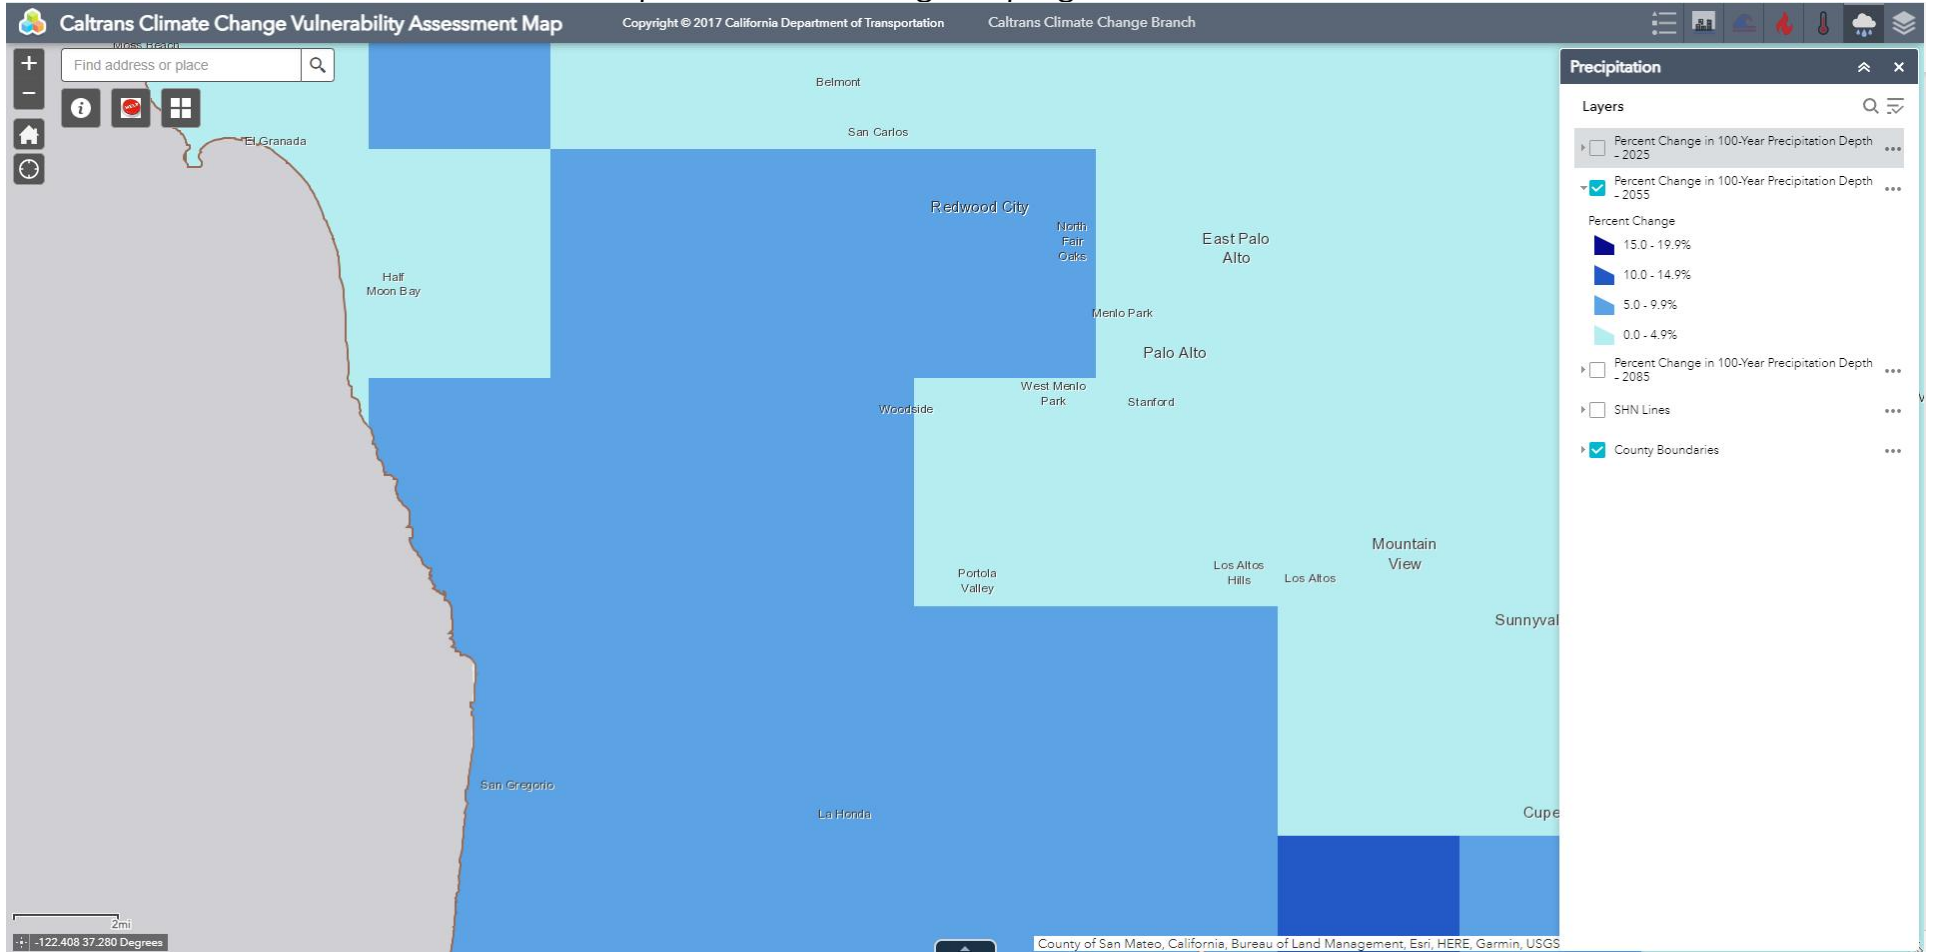 Caltrans Climate Change Vulnerability Assessment Map
Copyright © 2017 California Department of Transportation
Caltrans Climate Change Branch
Moss Beach
Find address or place
HELP
Belmont
San Carlos
El Granada
Redwood City
North
Fair
Oaks
East Palo
Alto
Half
Moon Bay
Menlo Park
Palo Alto
West Menlo
Park
Stanford
Woodside
Mountain
View
Portola
Valley
Los Altos
Hills
Los Altos
Sunnyval
San Gregorio
La Honda
Cupe
Precipitation
Layers
Percent Change in 100-Year Precipitation Depth
- 2025
Percent Change in 100-Year Precipitation Depth
- 2055
Percent Change
15.0 - 19.9%
10.0 - 14.9%
5.0 - 9.9%
0.0 - 4.9%
Percent Change in 100-Year Precipitation Depth
- 2085
SHN Lines
County Boundaries
2mi
-122.408 37.280 Degrees
County of San Mateo, California, Bureau of Land Management, Esri, HERE, Garmin, USGS